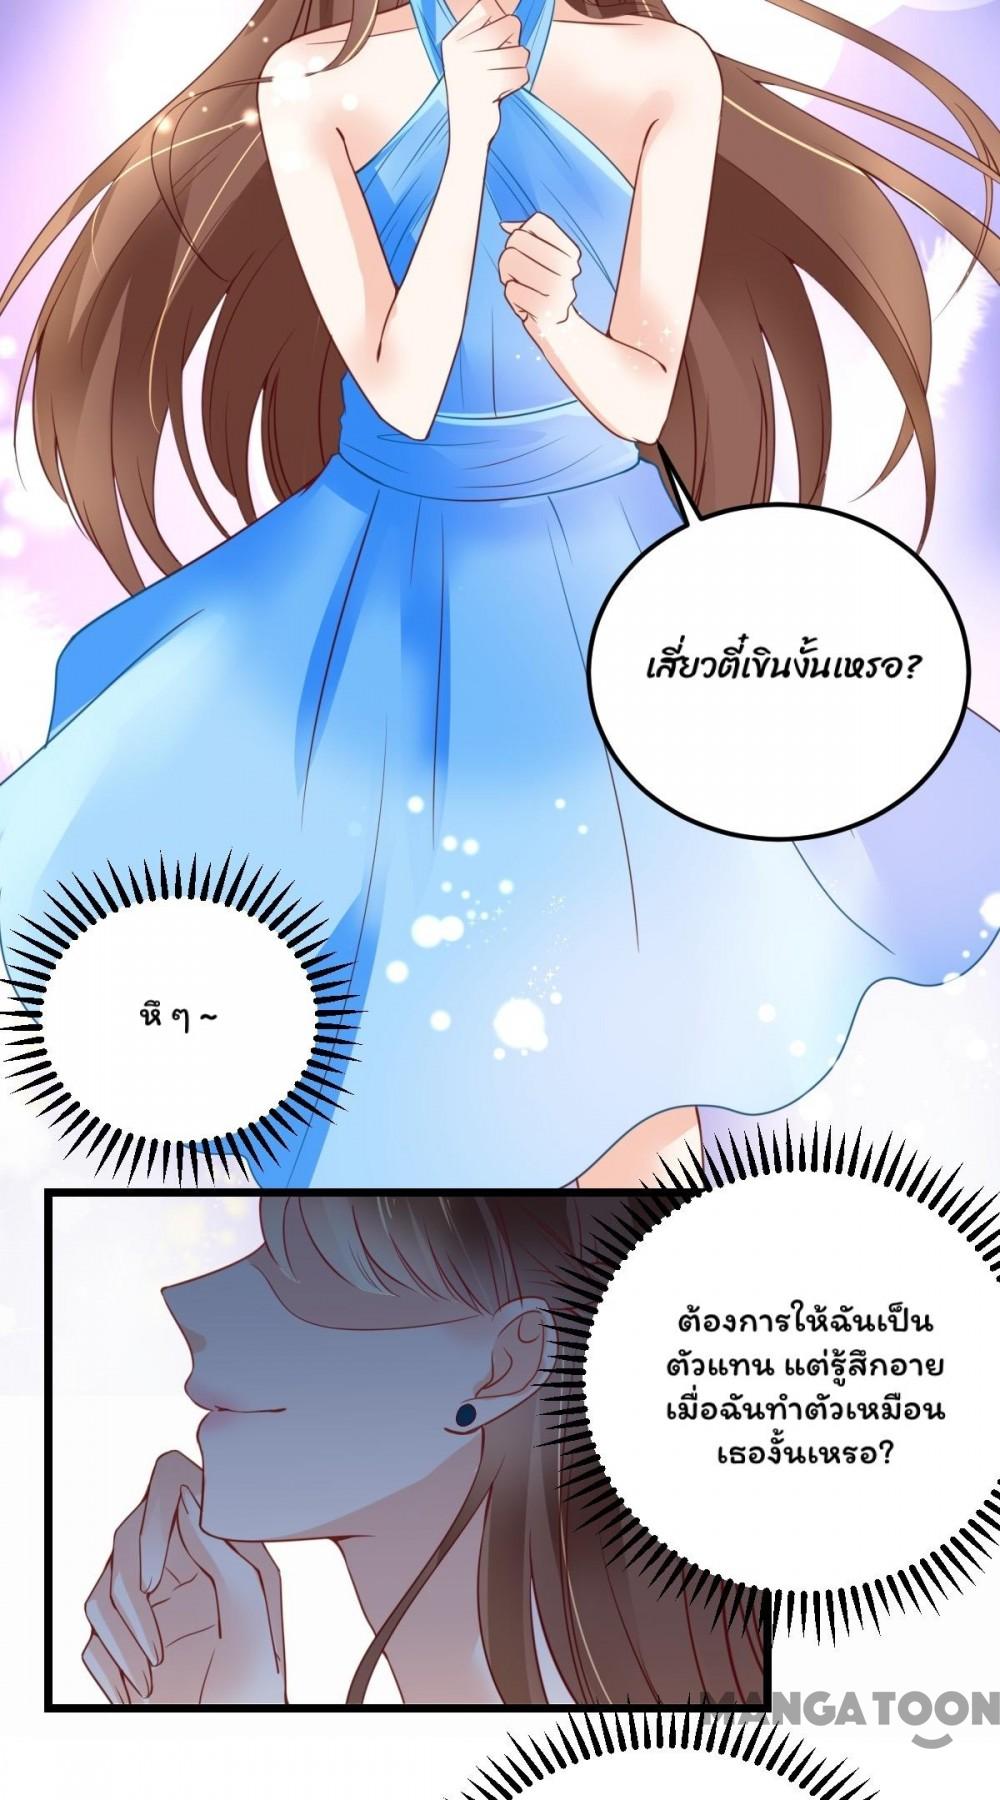 เสี่ยวตี๋เขินงั้นเหรอ?
หึ ๆ ~
ต้องการให้ฉันเป็น
ตัวแทน แต่รู้สึกอาย
เมื่อฉันทำตัวเหมือน
เธองั้นเหรอ?
MANGATOON